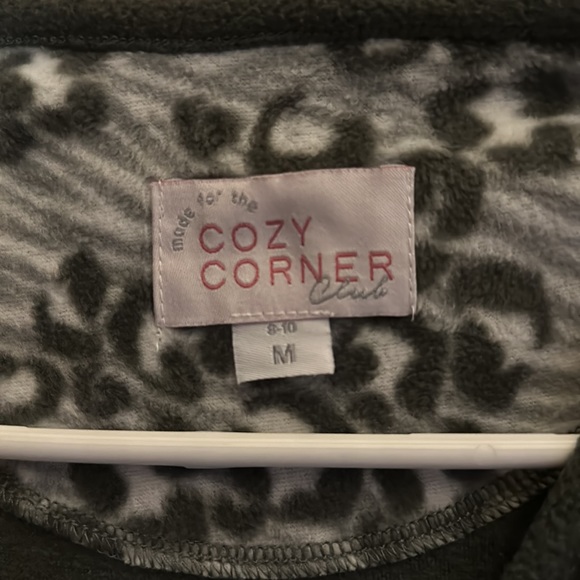 made for the
COZY
CORNER
Club
8-10
M